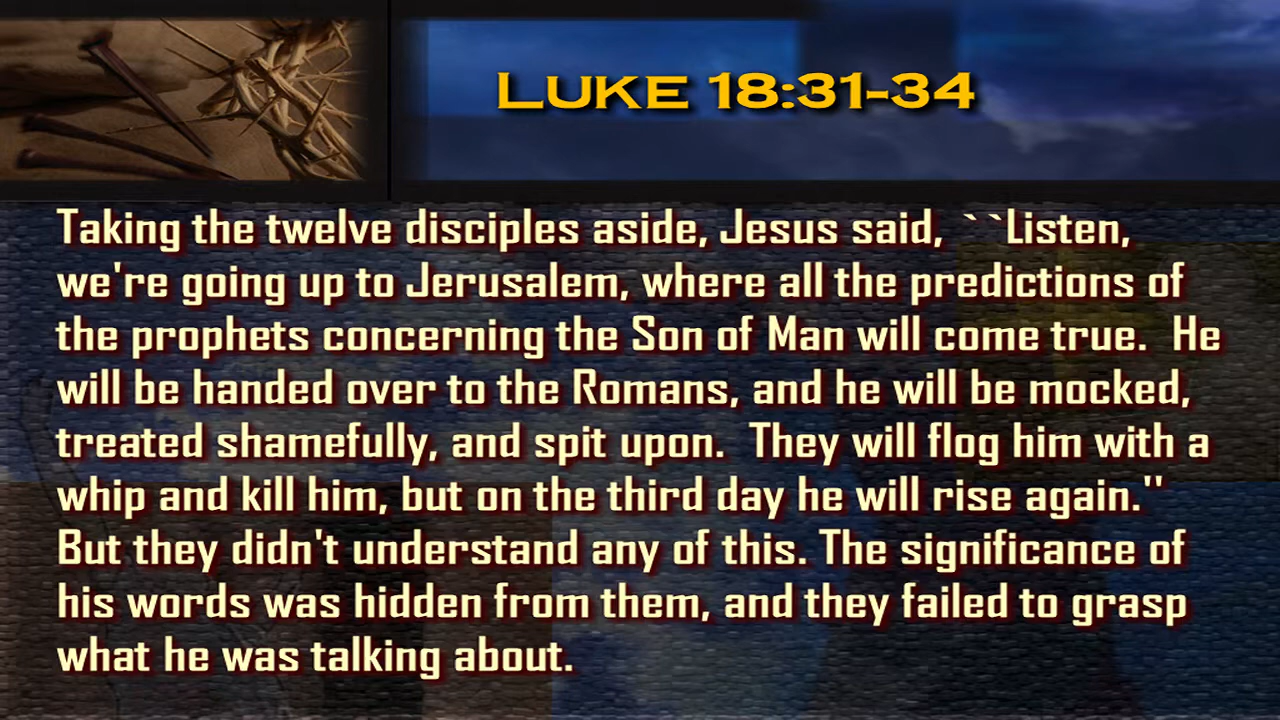 LUKE 18:31-34
Taking the twelve disciples aside, Jesus said, ``Listen,
we're going up to Jerusalem, where all the predictions of
the prophets concerning the Son of Man will come true.  He
will be handed over to the Romans, and he will be mocked,
treated shamefully, and spit upon.  They will flog him with a
whip and kill him, but on the third day he will rise again.''
But they didn't understand any of this. The significance of
his words was hidden from them, and they failed to grasp
what he was talking about.